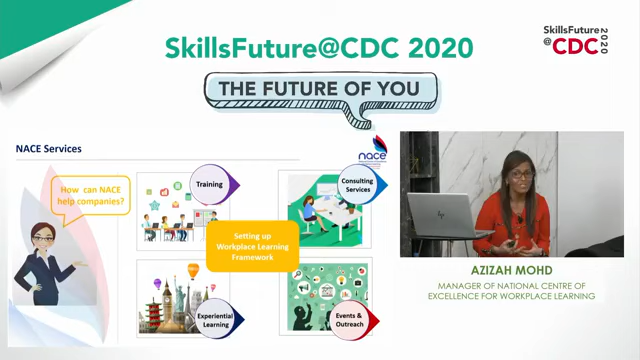 SkillsFuture@CDC 2020
SkillsFuture
@CDC
2020
THE FUTURE OF YOU
NACE Services
nace
How can NACE
help companies?
Training
Consulting
Services
Setting up
Workplace Learning
Framework
Experiential
Learning
Events &
Outreach
hp
AZIZAH MOHD
MANAGER OF NATIONAL CENTRE OF
EXCELLENCE FOR WORKPLACE LEARNING